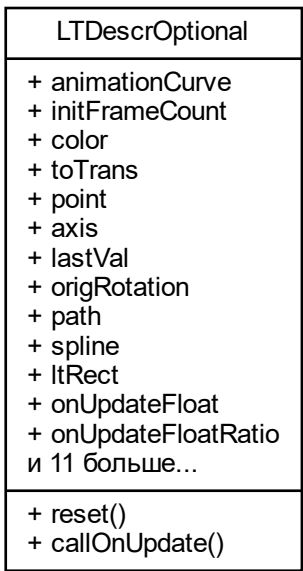 LTDescrOptional
+ animationCurve
+ initFrameCount
+ color
+ toTrans
+ point
+ axis
+ lastVal
+ origRotation
+ path
+ spline
+ ltRect
+ onUpdateFloat
+ onUpdateFloatRatio
и 11 больше...
+ reset()
+ callOnUpdate()